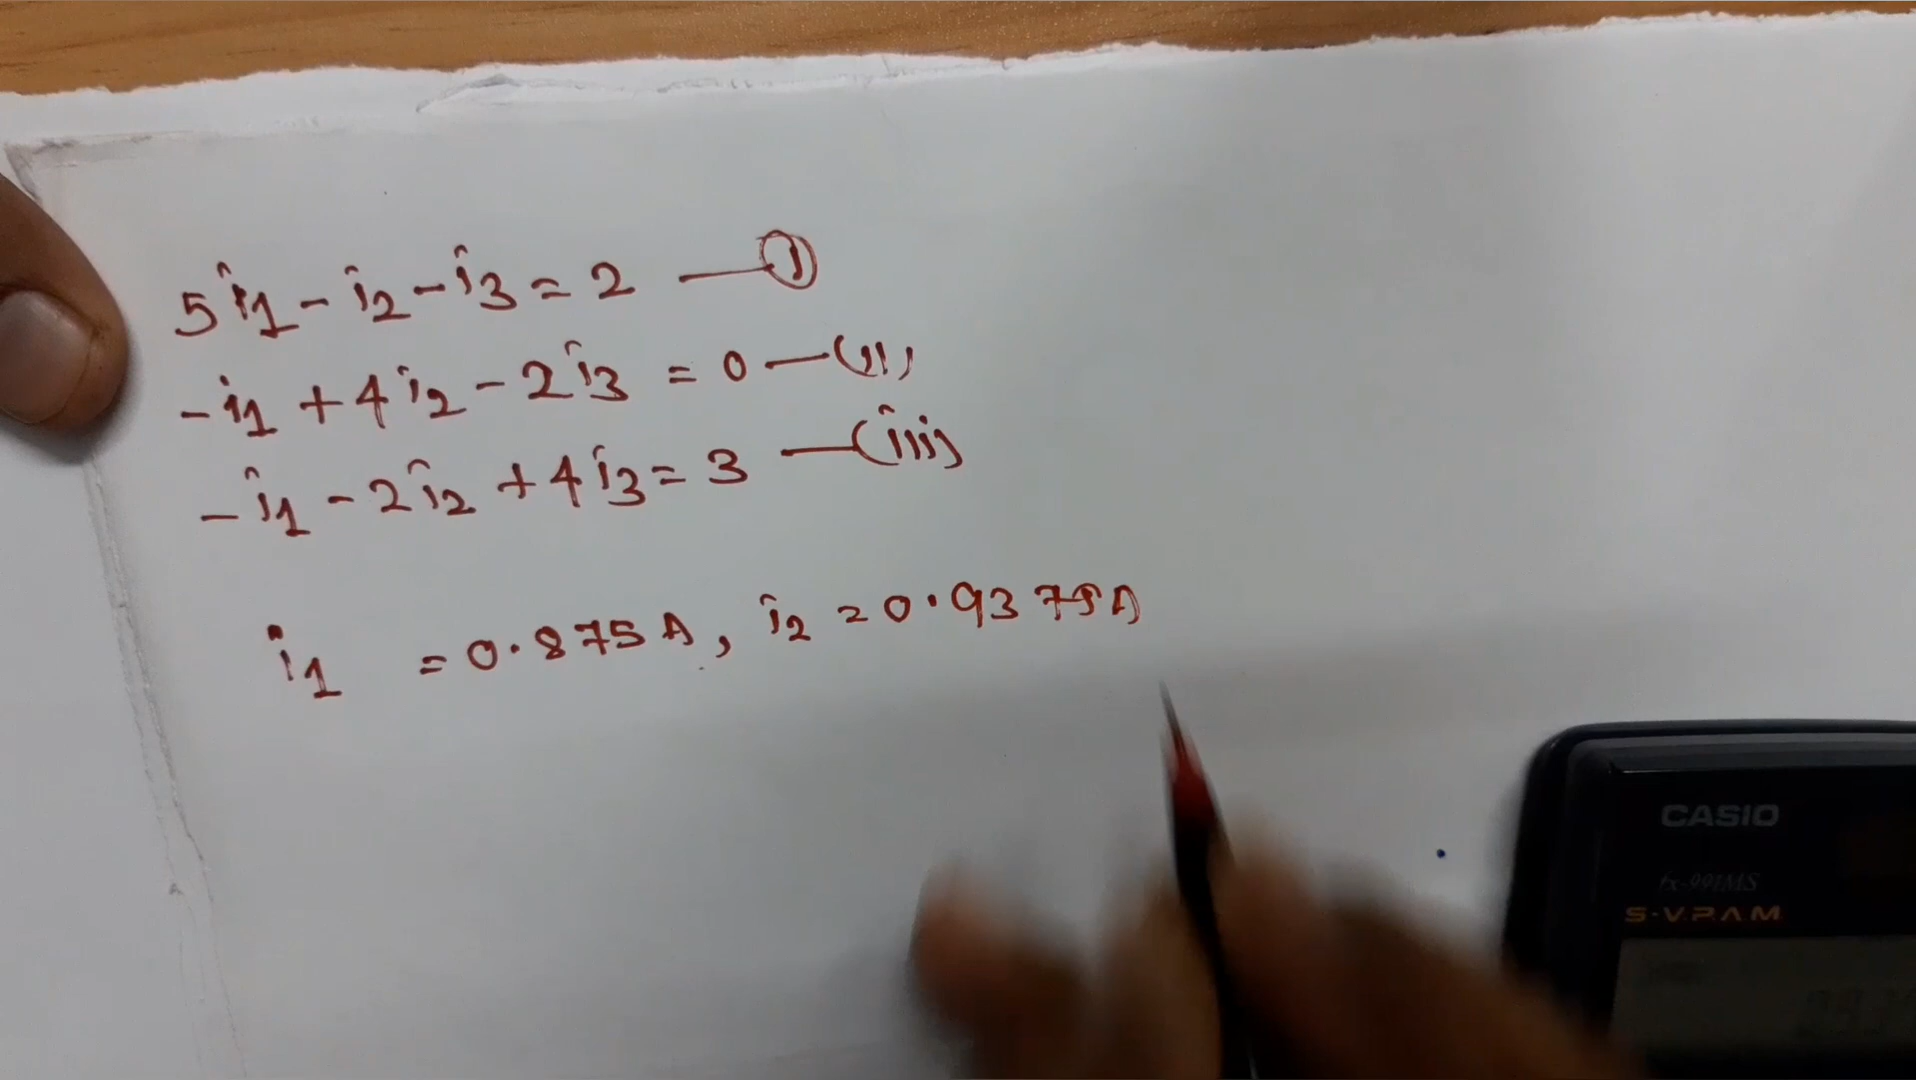 5i1 - i2 - i3 = 2 — (1)
-i1 + 4i2 - 2i3 = 0 — (ii)
-i1 - 2i2 + 4i3 = 3 — (iii)
i1 = 0.875A, i2 = 0.9375A
CASIO
fx-991MS
S-V.P.A.M